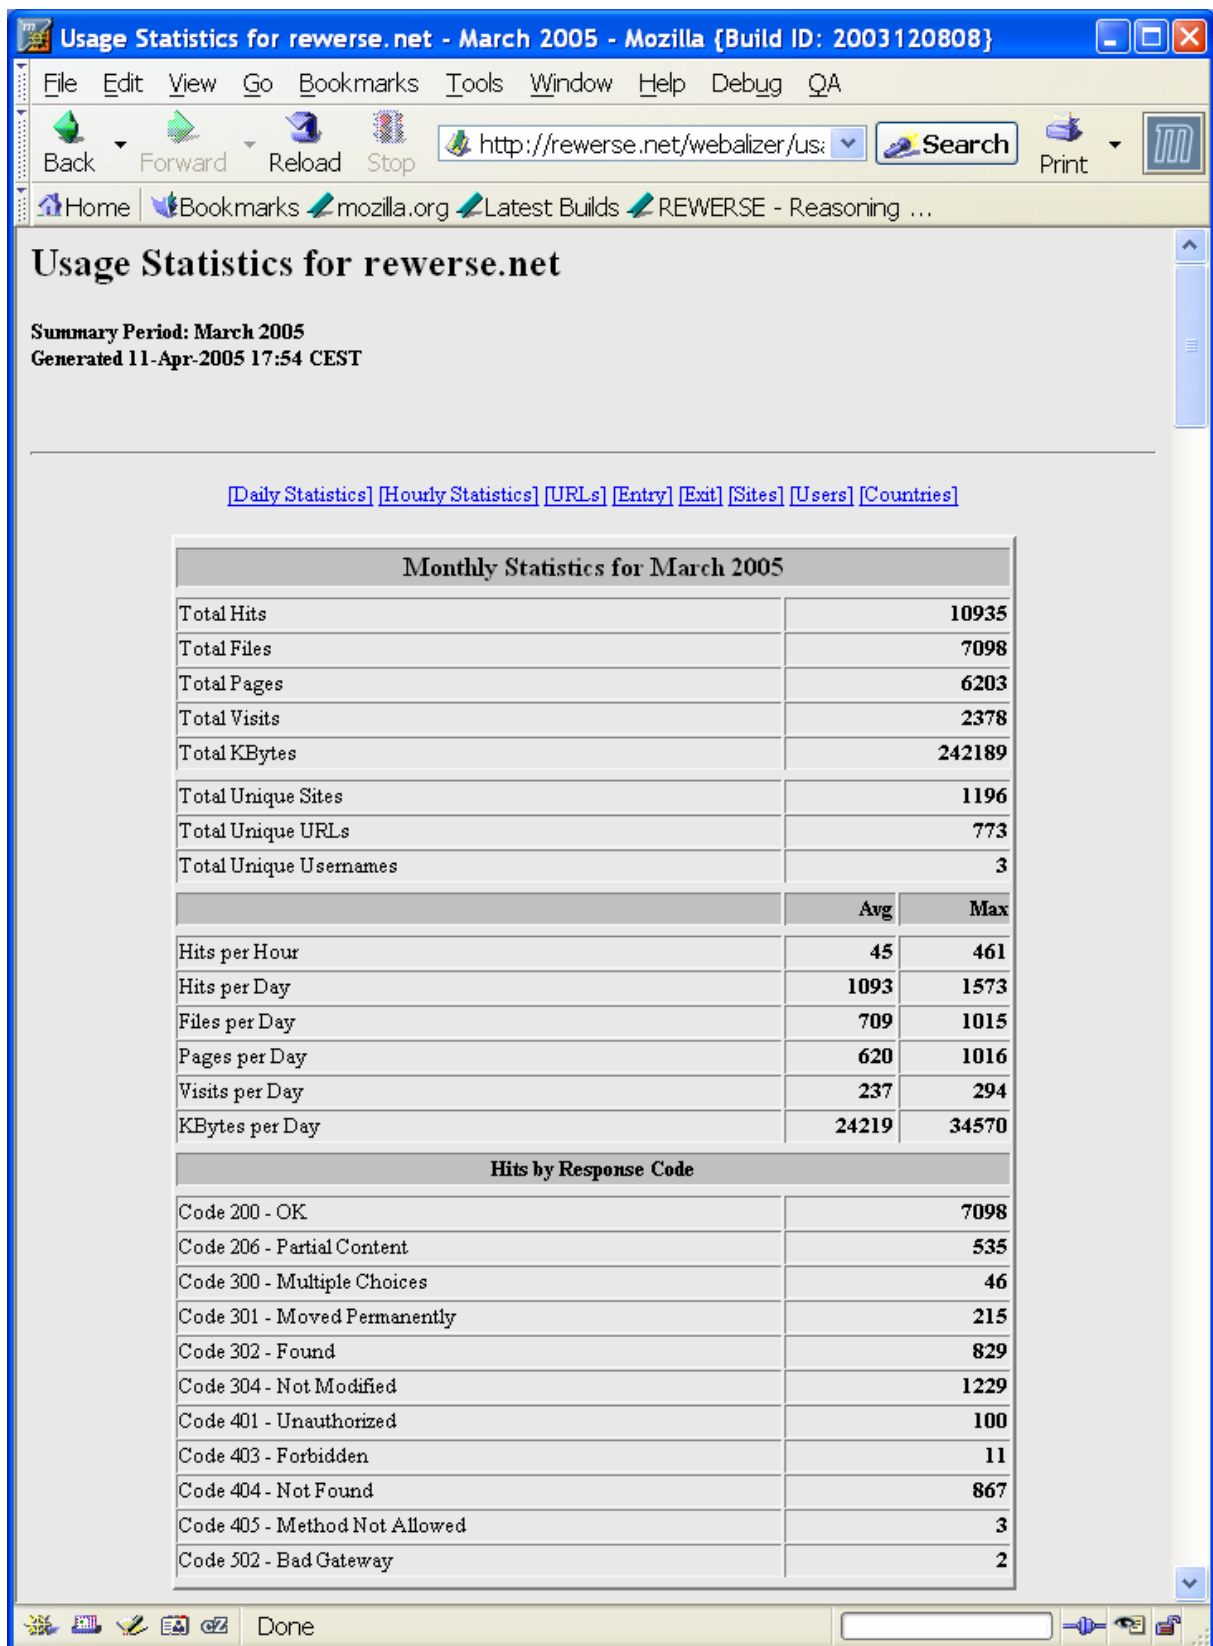 Usage Statistics for rewerse.net - March 2005 - Mozilla {Build ID: 2003120808}
File Edit View Go Bookmarks Tools Window Help Debug QA
Back Forward Reload Stop http://rewerse.net/webalizer/us Search Print
Home Bookmarks mozilla.org Latest Builds REWERSE - Reasoning ...
Usage Statistics for rewerse.net
Summary Period: March 2005
Generated 11-Apr-2005 17:54 CEST
[Daily Statistics] [Hourly Statistics] [URLs] [Entry] [Exit] [Sites] [Users] [Countries]
Monthly Statistics for March 2005
Total Hits 10935
Total Files 7098
Total Pages 6203
Total Visits 2378
Total KBytes 242189
Total Unique Sites 1196
Total Unique URLs 773
Total Unique Usernames 3
Avg Max
Hits per Hour 45 461
Hits per Day 1093 1573
Files per Day 709 1015
Pages per Day 620 1016
Visits per Day 237 294
KBytes per Day 24219 34570
Hits by Response Code
Code 200 - OK 7098
Code 206 - Partial Content 535
Code 300 - Multiple Choices 46
Code 301 - Moved Permanently 215
Code 302 - Found 829
Code 304 - Not Modified 1229
Code 401 - Unauthorized 100
Code 403 - Forbidden 11
Code 404 - Not Found 867
Code 405 - Method Not Allowed 3
Code 502 - Bad Gateway 2
Done